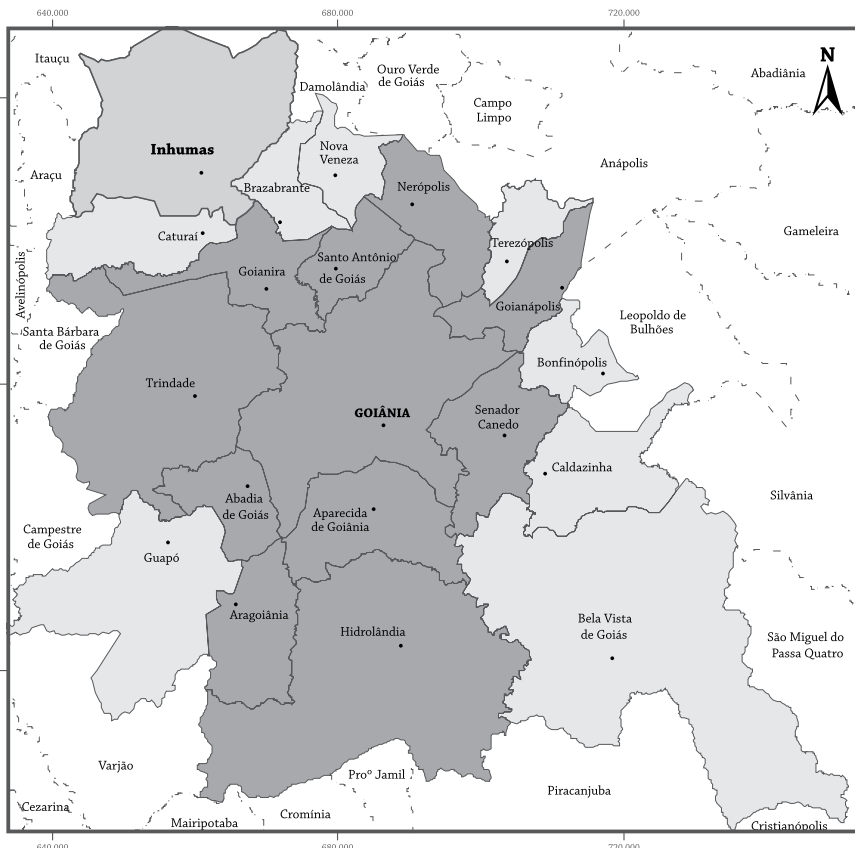 640.000
680.000
720.000
Itauçu
Ouro Verde
de Goiás
Damolândia
Abadiânia
N
Campo
Limpo
Inhumas
Nova
Veneza
Anápolis
Araçu
Brazabrante
Nerópolis
Caturaí
Gameleira
Terezópolis
Santo Antônio
de Goiás
Goianira
Avelinópolis
Goianápolis
Leopoldo de
Bulhões
Santa Bárbara
de Goiás
Bonfinópolis
Trindade
GOIÂNIA
Senador
Canedo
Caldazinha
Silvânia
Abadia
de Goiás
Aparecida
de Goiânia
Campestre
de Goiás
Guapó
Aragoiânia
Hidrolândia
Bela Vista
de Goiás
São Miguel do
Passa Quatro
Varjão
Proº Jamil
Piracanjuba
Cezarina
Mairipotaba
Cromínia
Cristianópolis
640.000
680.000
720.000